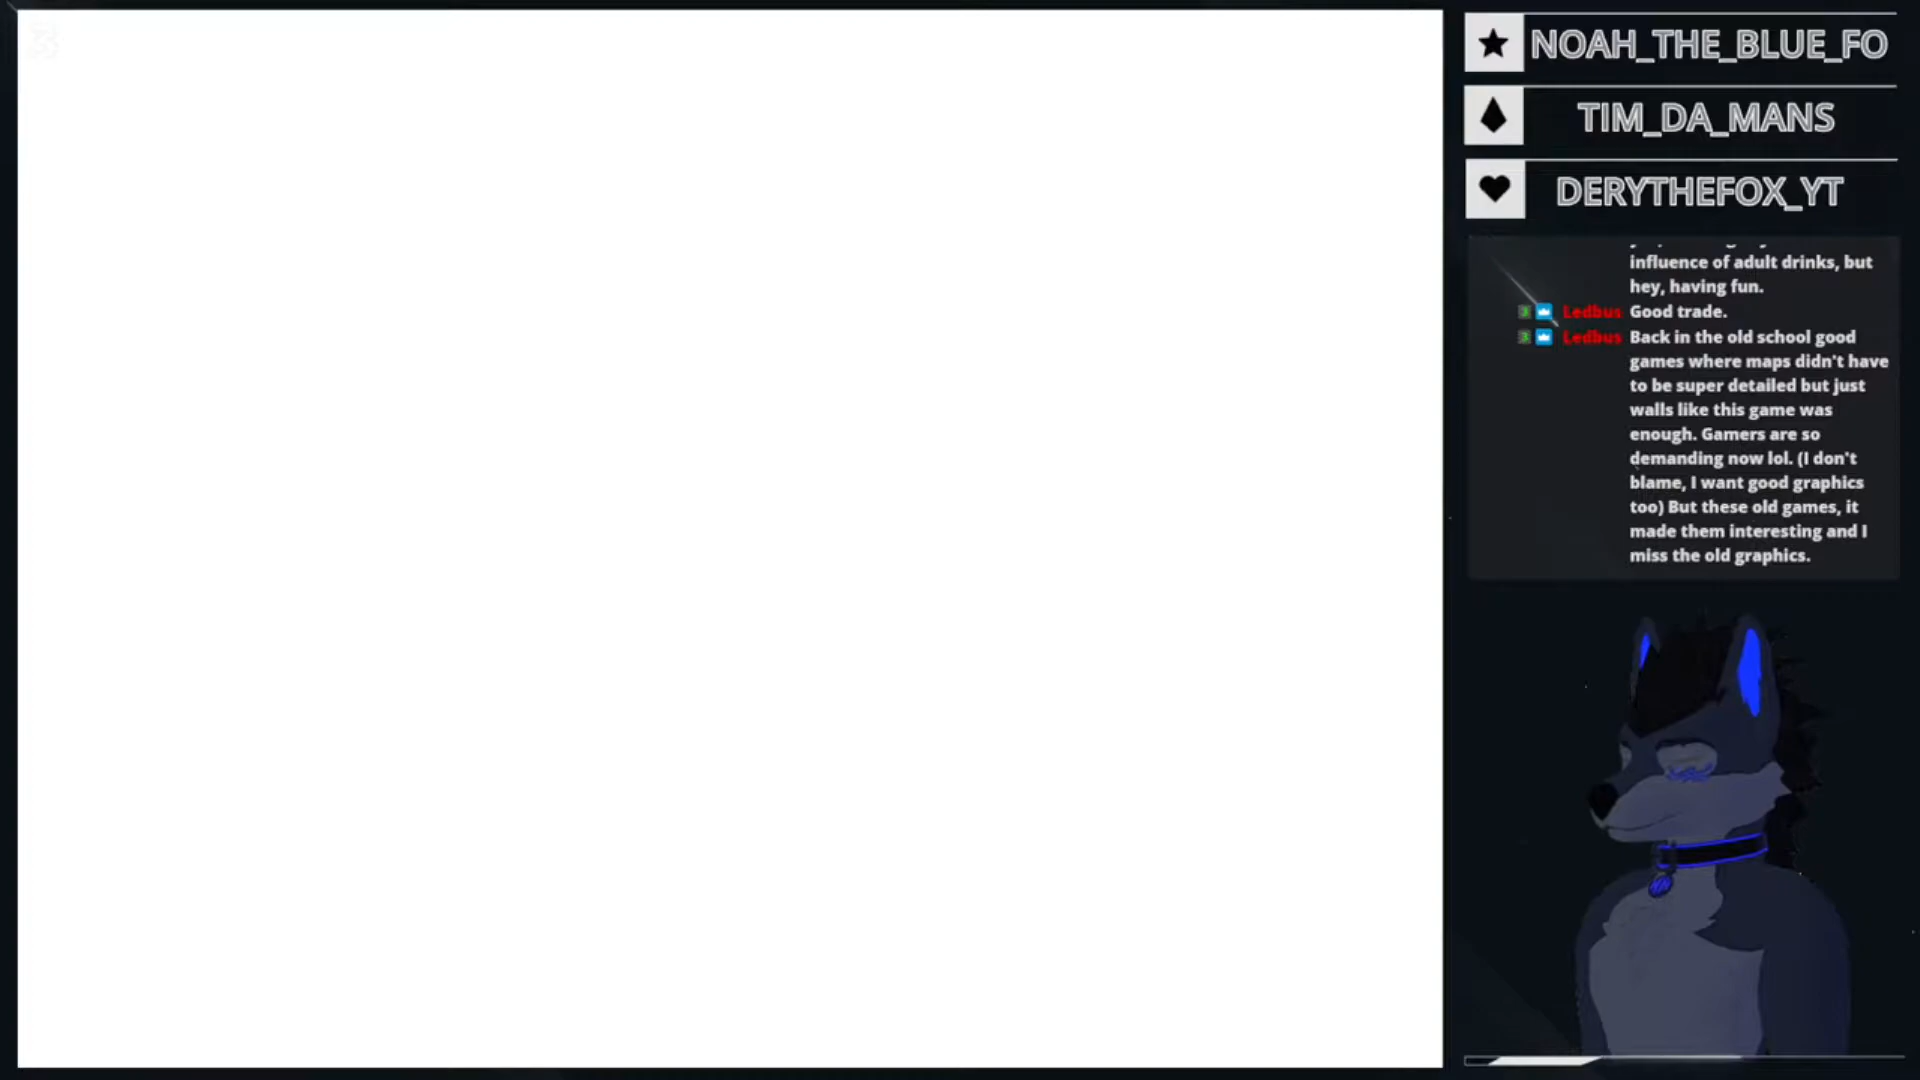 3
NOAH_THE_BLUE_FO
TIM_DA_MANS
DERYTHEFOX_YT
influence of adult drinks, but
hey, having fun.
3 Ledbus Good trade.
3 Ledbus Back in the old school good
games where maps didn't have
to be super detailed but just
walls like this game was
enough. Gamers are so
demanding now lol. (I don't
blame, I want good graphics
too) But these old games, it
made them interesting and I
miss the old graphics.